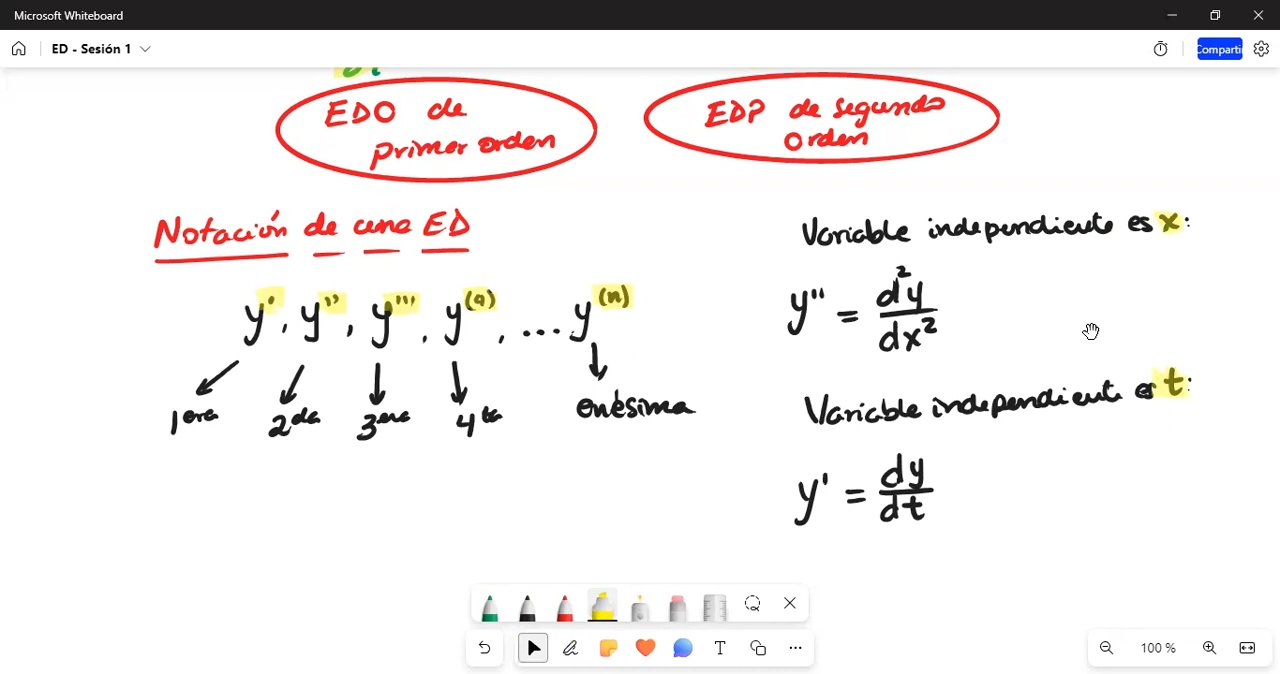 Microsoft Whiteboard
ED - Sesión 1
Compartir
EDO de
primer orden
EDP de segundo
orden
Notación de una ED
y', y'', y''', y⁽⁴⁾, ... y⁽ⁿ⁾
1era 2da 3era 4ta enésima
Variable independiente es x:
y'' = d²y/dx²
Variable independiente es t:
y' = dy/dt
100 %